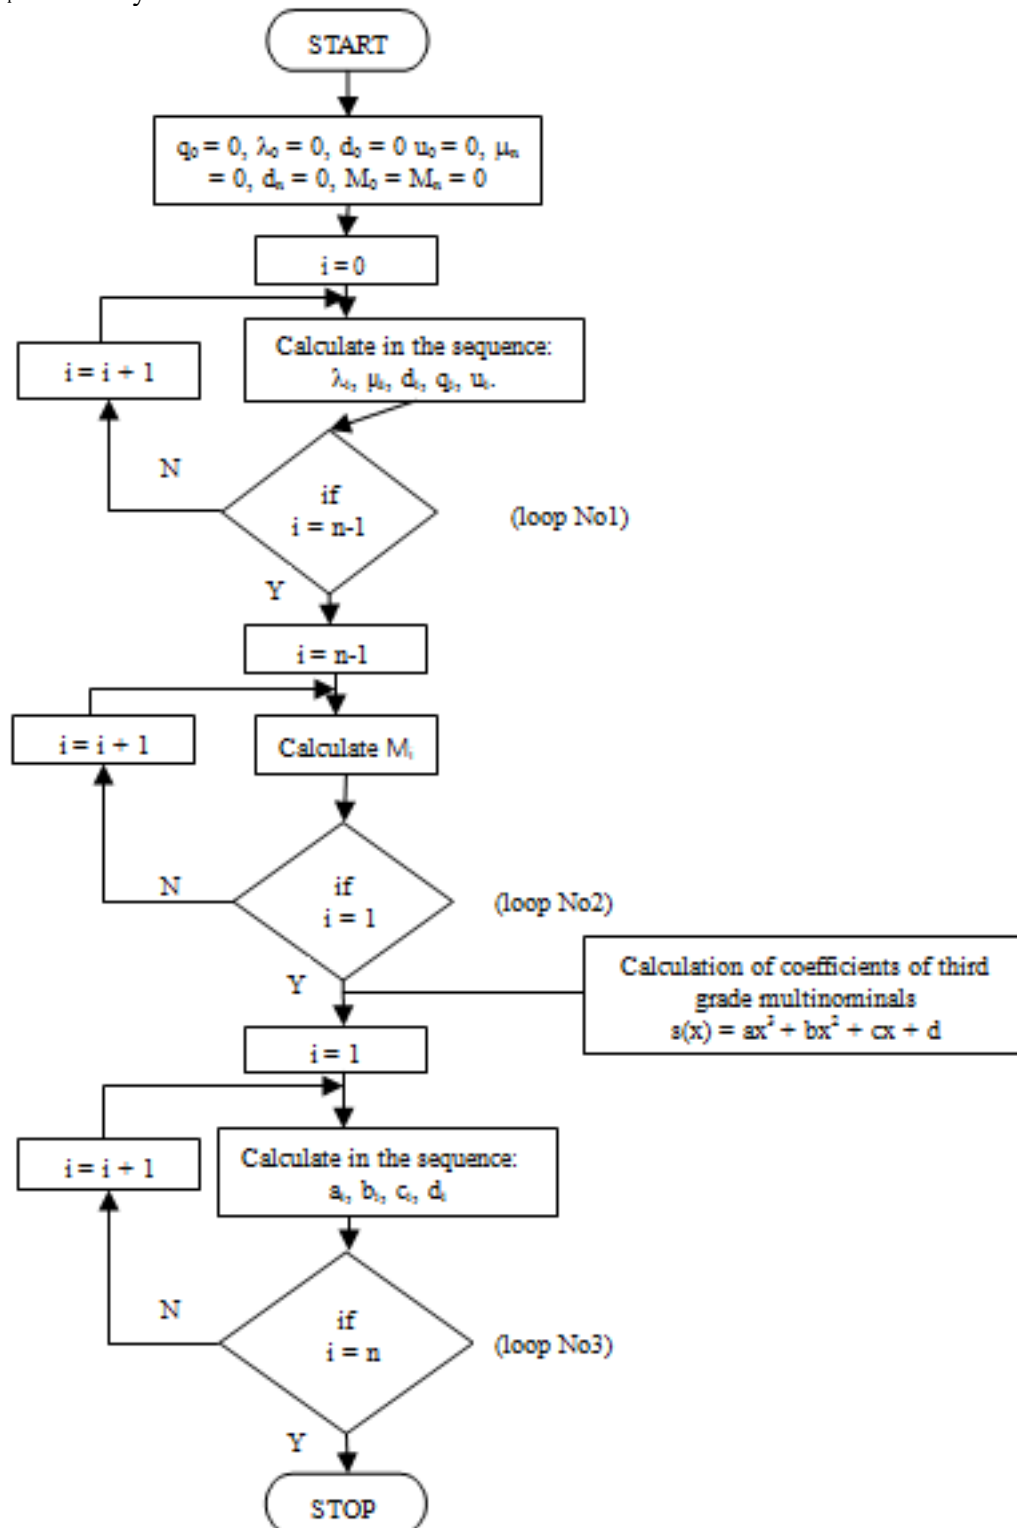 START
q₀ = 0, λ₀ = 0, d₀ = 0 u₀ = 0, μₙ
= 0, dₙ = 0, M₀ = Mₙ = 0
i = 0
Calculate in the sequence:
λᵢ, μᵢ, dᵢ, qᵢ, uᵢ.
i = i + 1
N
if
i = n-1
(loop No1)
Y
i = n-1
i = i + 1
Calculate Mᵢ
N
if
i = 1
(loop No2)
Y
Calculation of coefficients of third
grade multinominals
s(x) = ax³ + bx² + cx + d
i = 1
i = i + 1
Calculate in the sequence:
aᵢ, bᵢ, cᵢ, dᵢ
N
if
i = n
(loop No3)
Y
STOP